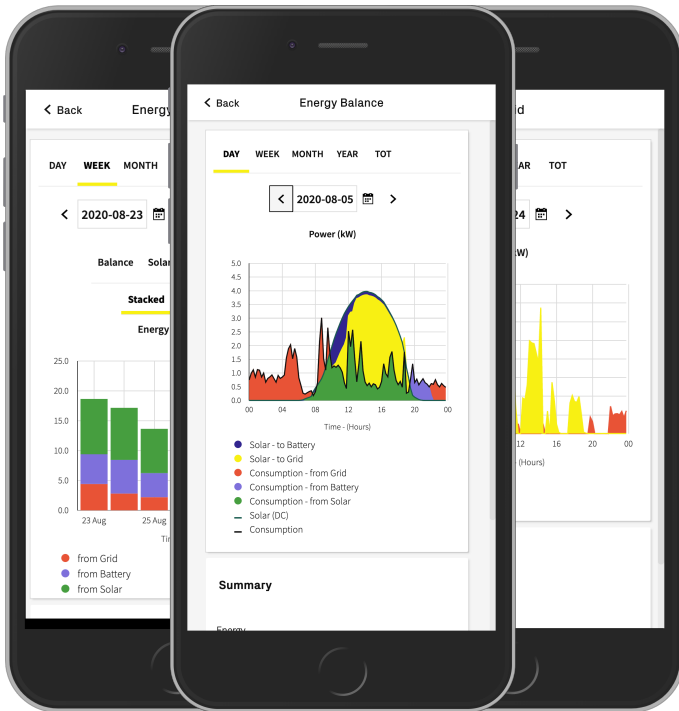 Back Energy
DAY WEEK MONTH
2020-08-23
Balance Solar
Stacked
Energy
25.0
20.0
15.0
10.0
5.0
0.0
23 Aug 25 Aug
from Grid
from Battery
from Solar
Back Energy Balance
DAY WEEK MONTH YEAR TOT
2020-08-05
Power (kW)
5.0
4.5
4.0
3.5
3.0
2.5
2.0
1.5
1.0
0.5
0.0
00 04 08 12 16 20 00
Time - (Hours)
Solar - to Battery
Solar - to Grid
Consumption - from Grid
Consumption - from Battery
Consumption - from Solar
Solar (DC)
Consumption
Summary
Energy
id
AR TOT
24
W)
12 16 20 00
(Hours)